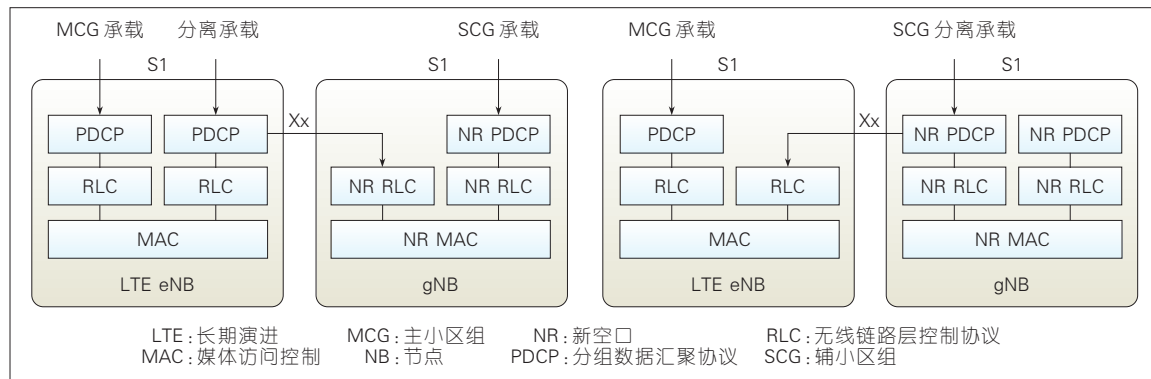 MCG 承载 分离承载 SCG 承载 MCG 承载 SCG 分离承载
S1 S1 S1 S1
Xx Xx
PDCP PDCP NR PDCP PDCP NR PDCP NR PDCP
RLC RLC NR RLC NR RLC RLC RLC NR RLC NR RLC
MAC NR MAC MAC NR MAC
LTE eNB gNB LTE eNB gNB
LTE:长期演进 MCG:主小区组 NR:新空口 RLC:无线链路层控制协议
MAC:媒体访问控制 NB:节点 PDCP:分组数据汇聚协议 SCG:辅小区组